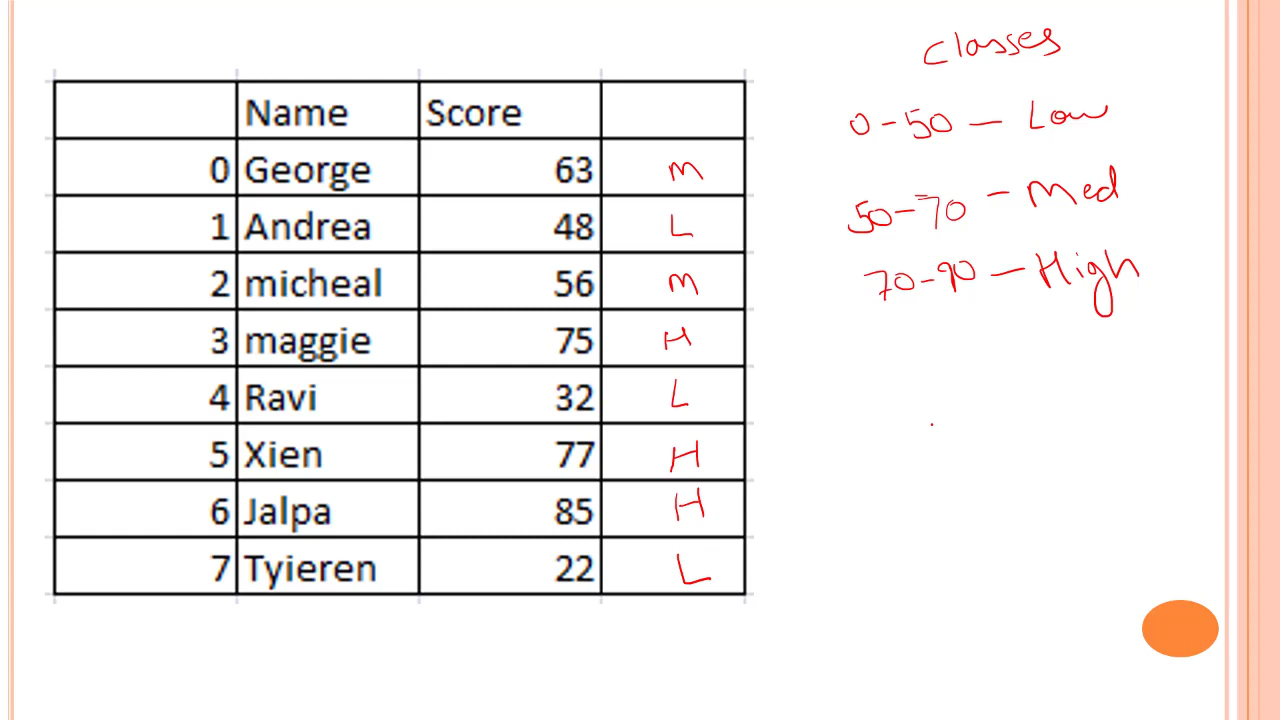 Name Score
0 George 63 M
1 Andrea 48 L
2 micheal 56 M
3 maggie 75 H
4 Ravi 32 L
5 Xien 77 H
6 Jalpa 85 H
7 Tyieren 22 L
Classes
0-50 — Low
50-70 — Med
70-90 — High